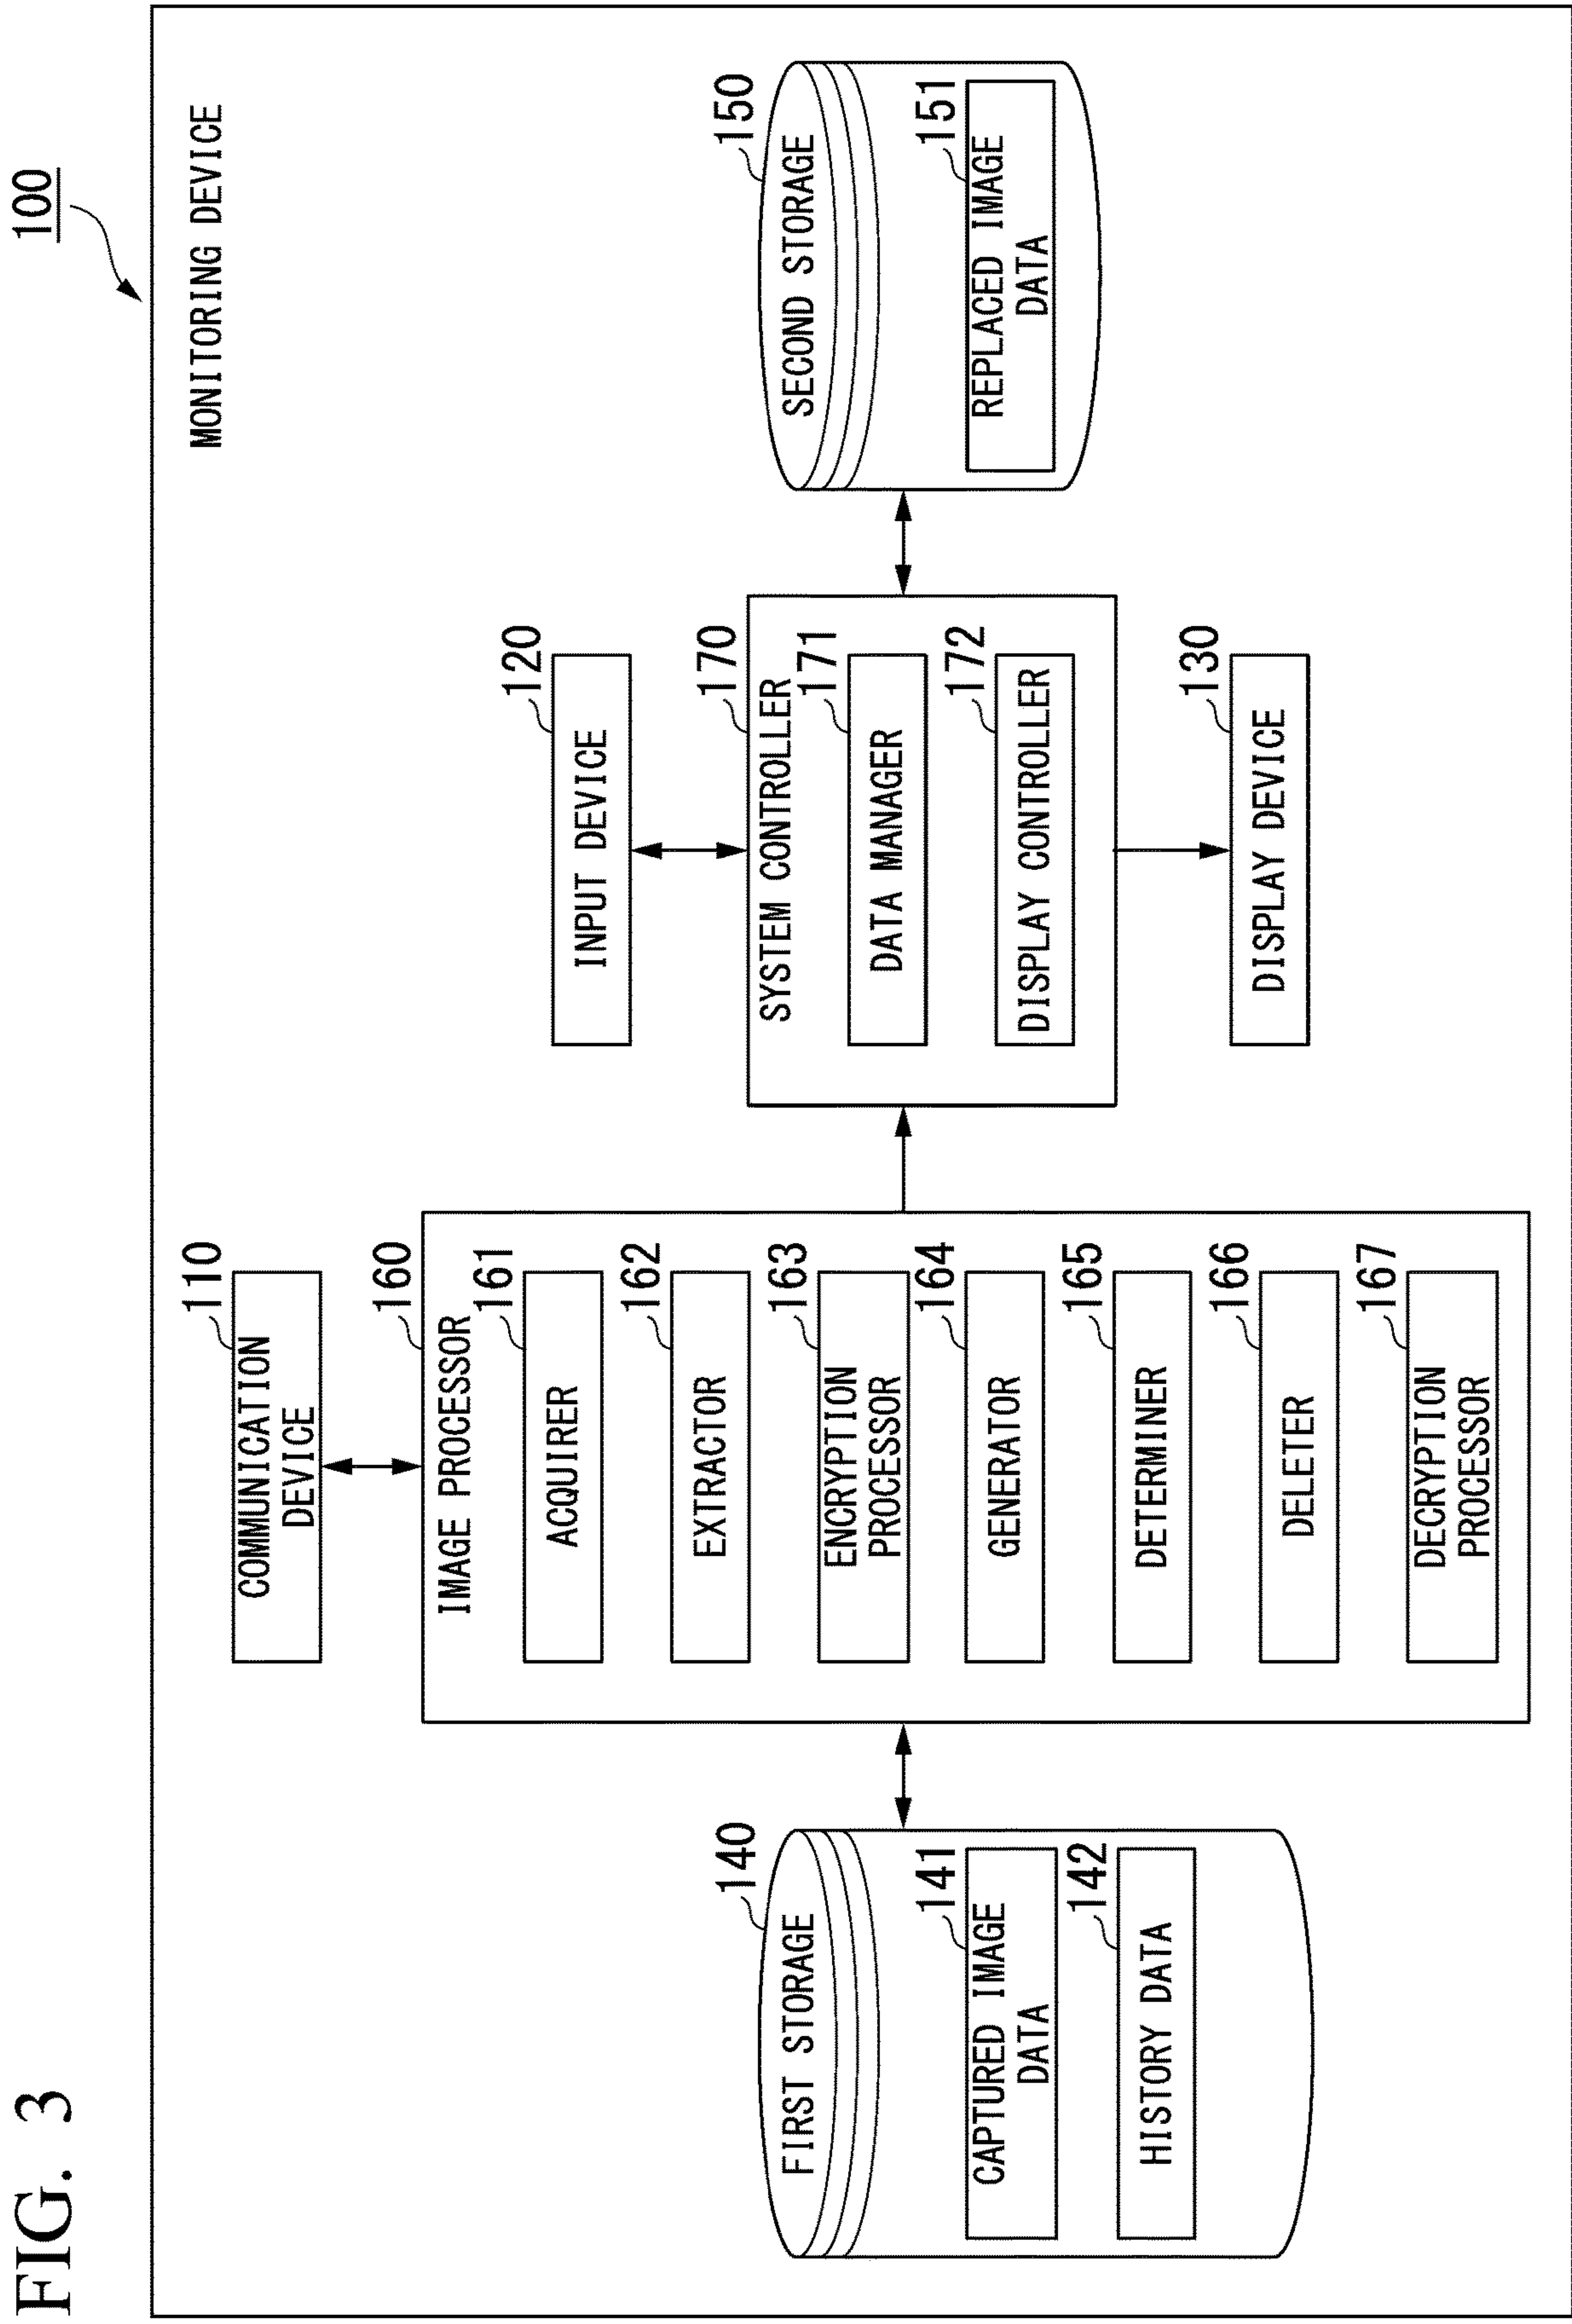 FIG. 3
100
MONITORING DEVICE
110
COMMUNICATION
DEVICE
160
IMAGE PROCESSOR
161
ACQUIRER
162
EXTRACTOR
163
ENCRYPTION
PROCESSOR
164
GENERATOR
165
DETERMINER
166
DELETER
167
DECRYPTION
PROCESSOR
140
FIRST STORAGE
141
CAPTURED IMAGE
DATA
142
HISTORY DATA
120
INPUT DEVICE
170
SYSTEM CONTROLLER
171
DATA MANAGER
172
DISPLAY CONTROLLER
130
DISPLAY DEVICE
150
SECOND STORAGE
151
REPLACED IMAGE
DATA